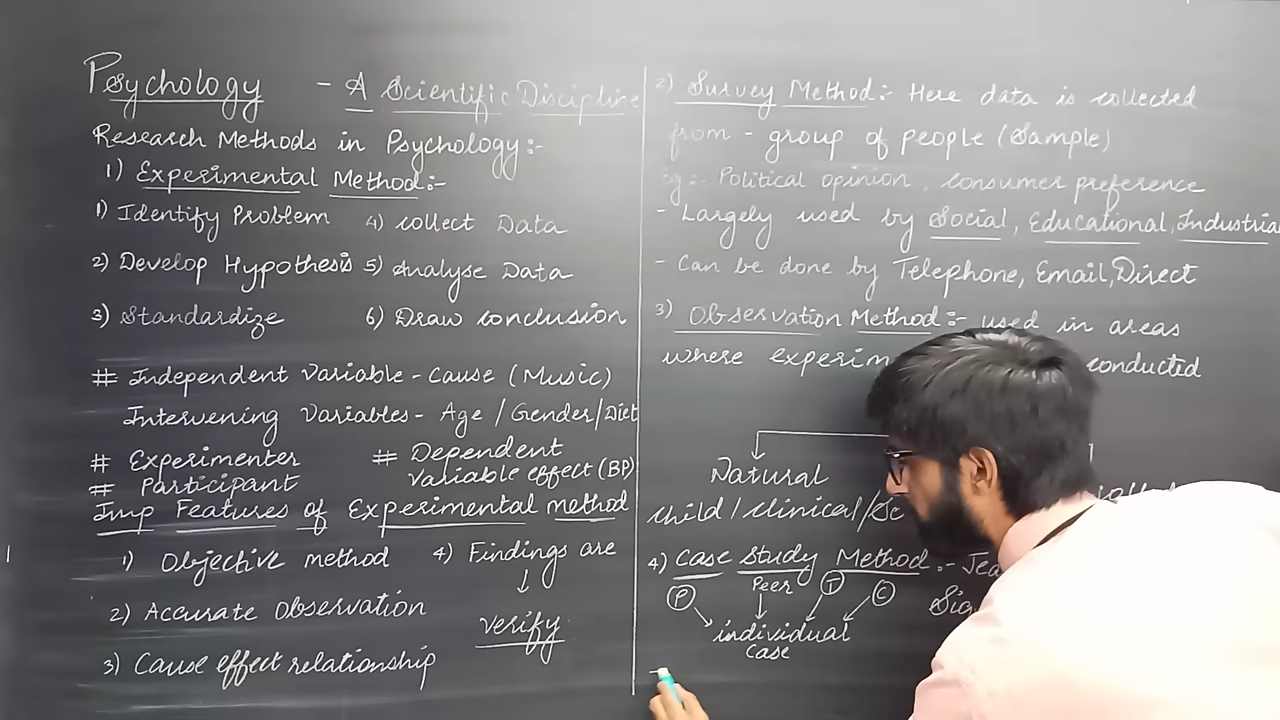 Psychology - A Scientific Discipline
Research Methods in Psychology:-
1) Experimental Method:-
1) Identify Problem 4) collect Data
2) Develop Hypothesis 5) Analyse Data
3) Standardize 6) Draw conclusion
# Independent Variable - Cause (Music)
Intervening Variables - Age / Gender/Diet
# Experimenter
# Participant
# Dependent
Variable effect (BP)
Imp Features of Experimental method
1) Objective method
2) Accurate Observation
3) Cause effect relationship
4) Findings are
↓
verify
2) Survey Method:- Here data is collected
from - group of people (Sample)
Eg:- Political opinion, consumer preference
- Largely used by Social, Educational, Industrial
- Can be done by Telephone, Email, Direct
3) Observation Method:- used in areas
where conducted
Natural
child / clinical /
4) Case Study Method:-
P Peer T C
individual
case